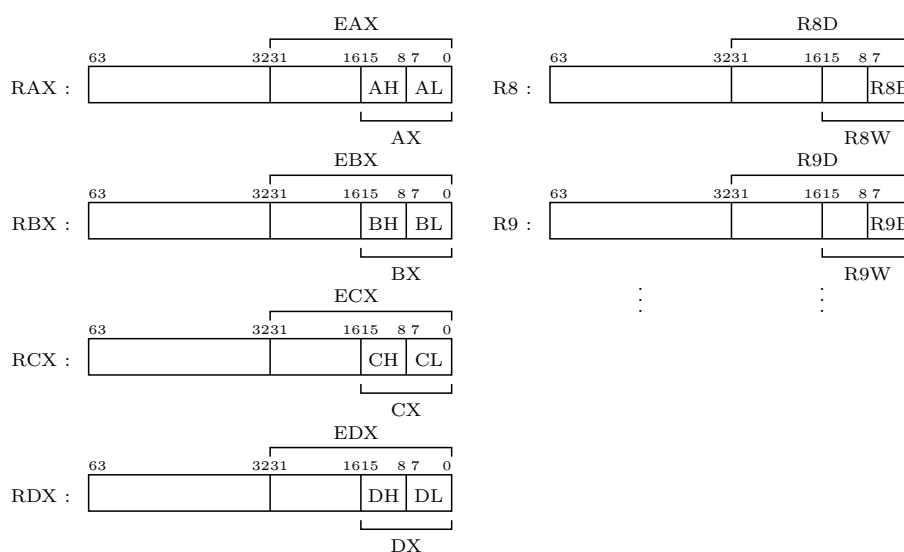 EAX
63 3231 1615 8 7 0
RAX : AH AL
AX
EBX
63 3231 1615 8 7 0
RBX : BH BL
BX
ECX
63 3231 1615 8 7 0
RCX : CH CL
CX
EDX
63 3231 1615 8 7 0
RDX : DH DL
DX
R8D
63 3231 1615 8 7
R8 :
R8W
R9D
63 3231 1615 8 7
R9 :
R9W